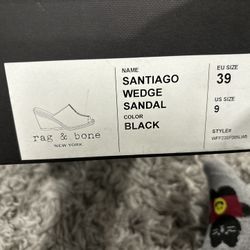 NAME
SANTIAGO
WEDGE
SANDAL
COLOR
BLACK
rag & bone
NEW YORK
EU SIZE
39
US SIZE
9
STYLE#